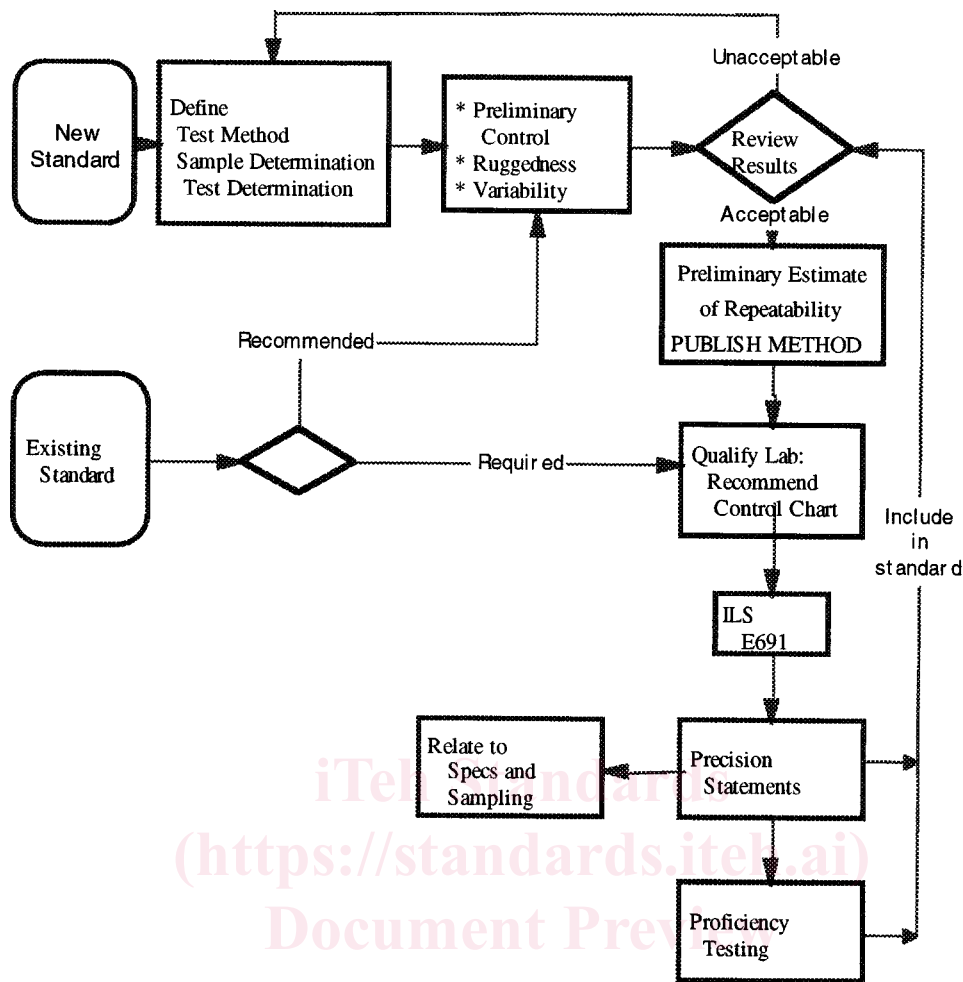 Unacceptable
New
Standard
Define
Test Method
Sample Determination
Test Determination
* Preliminary
Control
* Ruggedness
* Variability
Review
Results
Acceptable
Preliminary Estimate
of Repeatability
PUBLISH METHOD
Recommended
Existing
Standard
Required
Qualify Lab:
Recommend
Control Chart
Include
in
standard
ILS
E691
Relate to
Specs and
Sampling
Precision
Statements
Proficiency
Testing
iTeh Standards
(https://standards.iteh.ai)
Document Preview